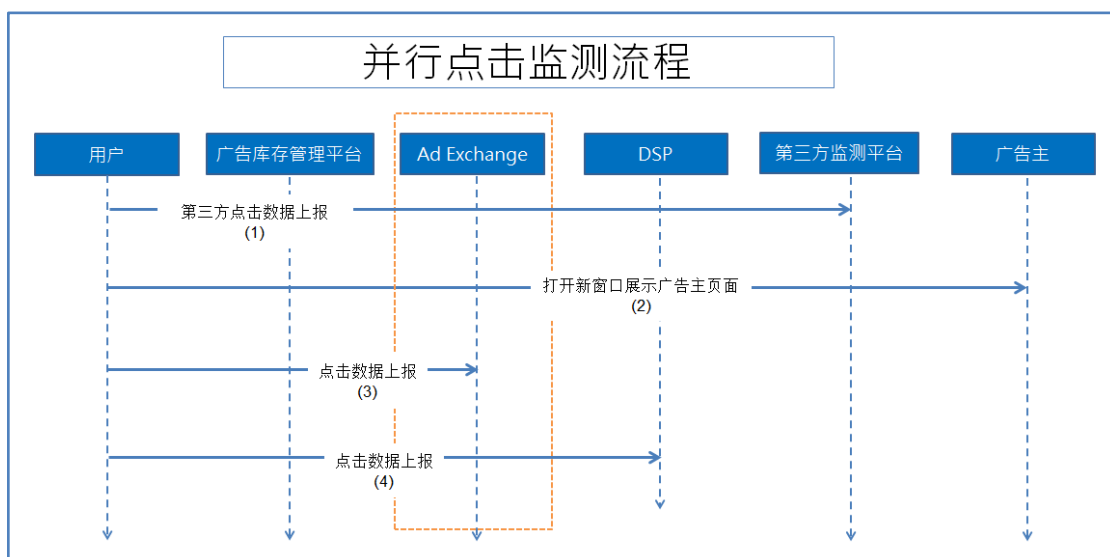 并行点击监测流程
用户
广告库存管理平台
Ad Exchange
DSP
第三方监测平台
广告主
第三方点击数据上报
(1)
打开新窗口展示广告主页面
(2)
点击数据上报
(3)
点击数据上报
(4)